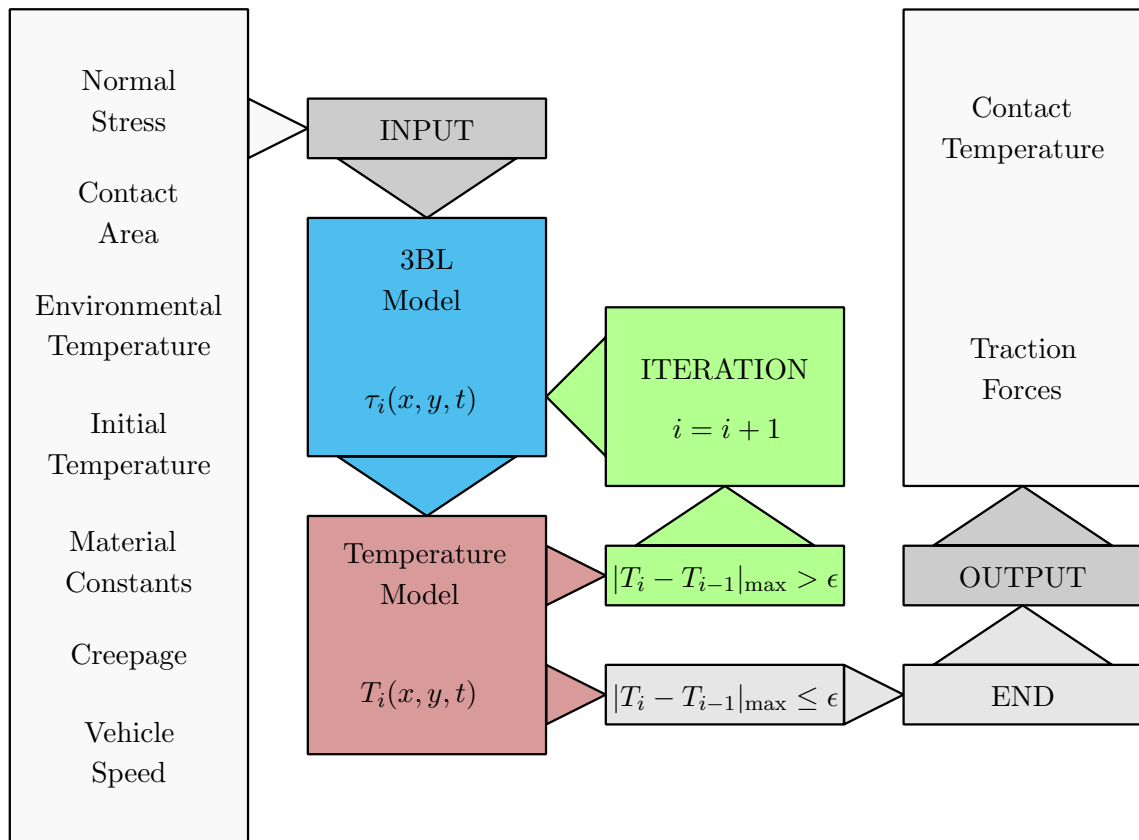 Normal
Stress
Contact
Area
Environmental
Temperature
Initial
Temperature
Material
Constants
Creepage
Vehicle
Speed
INPUT
3BL
Model
τ_i(x, y, t)
Temperature
Model
T_i(x, y, t)
ITERATION
i = i + 1
|T_i − T_{i−1}|_max > ϵ
|T_i − T_{i−1}|_max ≤ ϵ
Contact
Temperature
Traction
Forces
OUTPUT
END